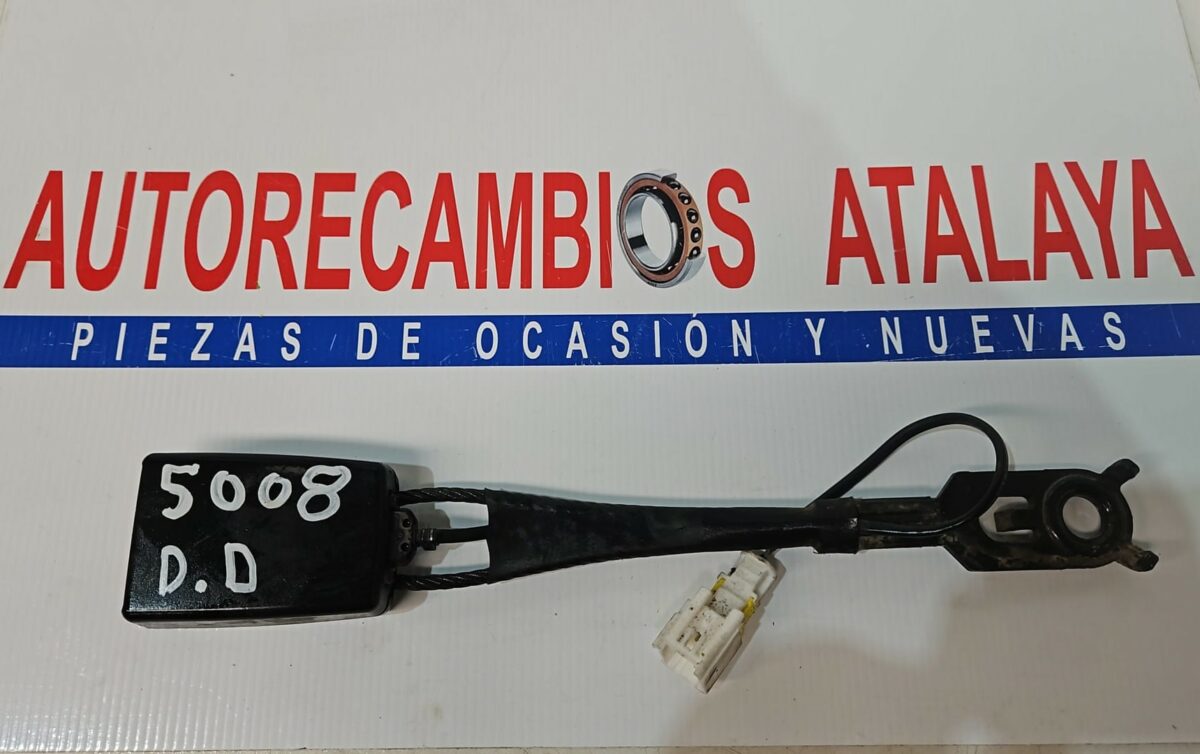 AUTORECAMBIOS ATALAYA
PIEZAS DE OCASIÓN Y NUEVAS
5008
D.D